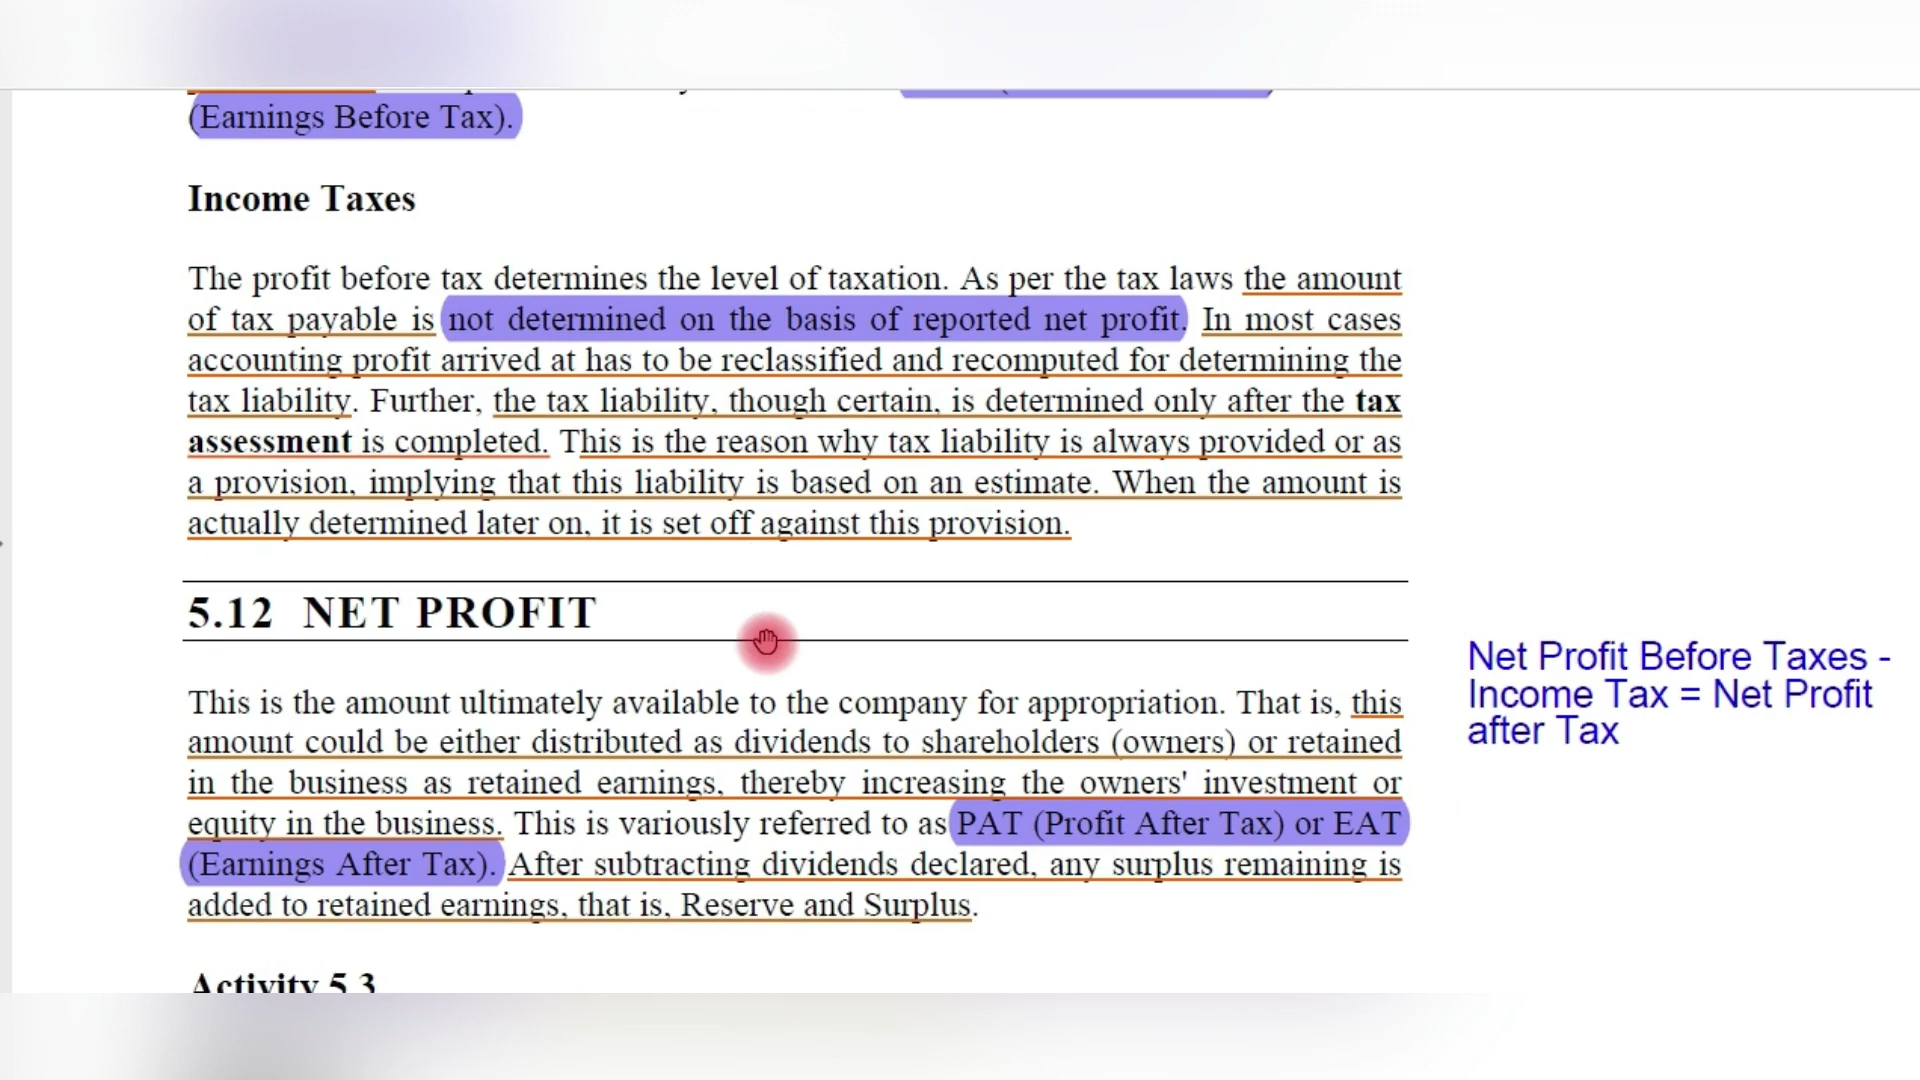 (Earnings Before Tax).
Income Taxes
The profit before tax determines the level of taxation. As per the tax laws the amount
of tax payable is not determined on the basis of reported net profit. In most cases
accounting profit arrived at has to be reclassified and recomputed for determining the
tax liability. Further, the tax liability, though certain, is determined only after the tax
assessment is completed. This is the reason why tax liability is always provided or as
a provision, implying that this liability is based on an estimate. When the amount is
actually determined later on, it is set off against this provision.
5.12 NET PROFIT
This is the amount ultimately available to the company for appropriation. That is, this
amount could be either distributed as dividends to shareholders (owners) or retained
in the business as retained earnings, thereby increasing the owners' investment or
equity in the business. This is variously referred to as PAT (Profit After Tax) or EAT
(Earnings After Tax). After subtracting dividends declared, any surplus remaining is
added to retained earnings, that is, Reserve and Surplus.
Activity 5.3
Net Profit Before Taxes -
Income Tax = Net Profit
after Tax